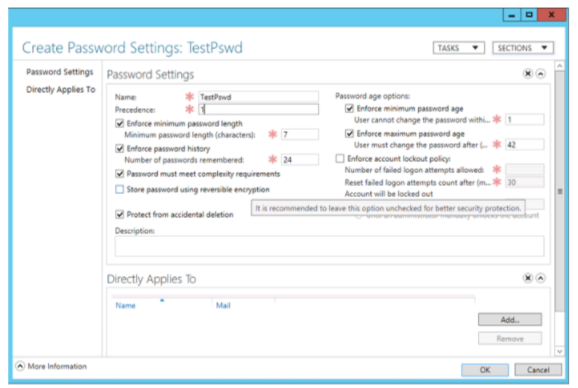 Create Password Settings: TestPswd
TASKS
SECTIONS
Password Settings
Directly Applies To
Password Settings
Name:
TestPswd
Precedence:
1
Enforce minimum password length
Minimum password length (characters):
7
Enforce password history
Number of passwords remembered:
24
Password must meet complexity requirements
Store password using reversible encryption
Protect from accidental deletion
Description:
Password age options:
Enforce minimum password age
User cannot change the password withi...
1
Enforce maximum password age
User must change the password after (...
42
Enforce account lockout policy:
Number of failed logon attempts allowed:
Reset failed logon attempts count after (m...
30
Account will be locked out
It is recommended to leave this option unchecked for better security protection.
Directly Applies To
Name
Mail
Add...
Remove
More Information
OK
Cancel